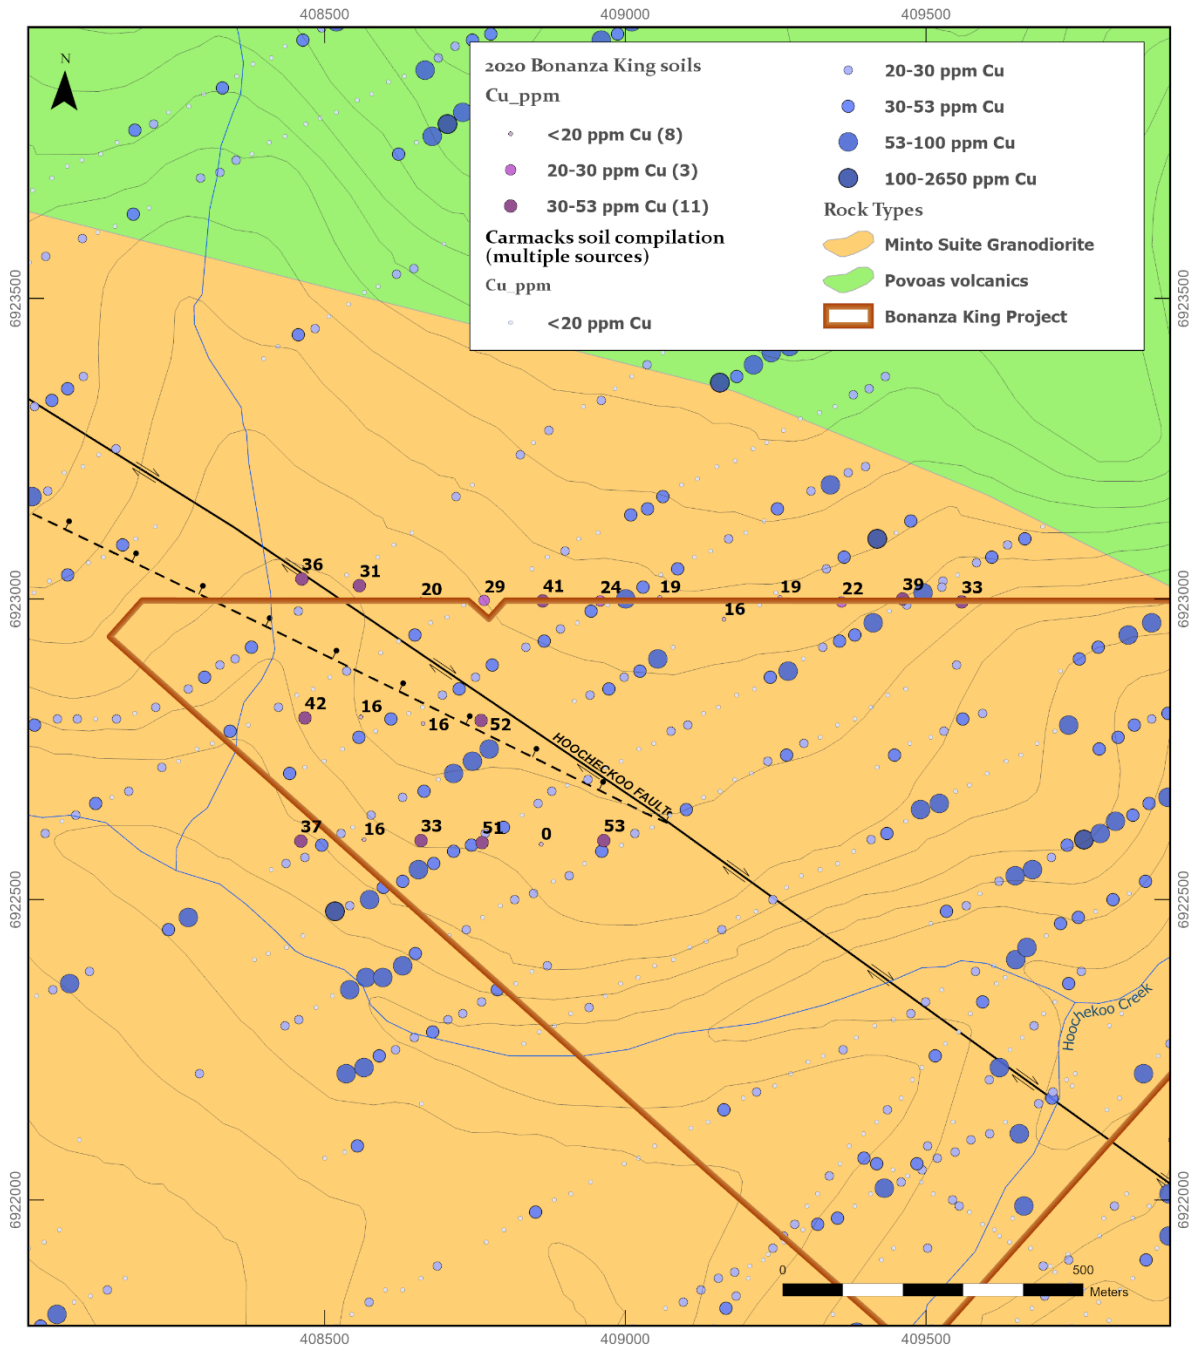 408500
409000
409500
N
2020 Bonanza King soils
Cu_ppm
<20 ppm Cu (8)
20-30 ppm Cu (3)
30-53 ppm Cu (11)
Carmacks soil compilation
(multiple sources)
Cu_ppm
<20 ppm Cu
20-30 ppm Cu
30-53 ppm Cu
53-100 ppm Cu
100-2650 ppm Cu
Rock Types
Minto Suite Granodiorite
Povoas volcanics
Bonanza King Project
6923500
6923500
36
31
20
29
41
24
19
19
22
39
33
16
6923000
6923000
42
16
16
52
HOOCHECKOO FAULT
37
16
33
51
0
53
6922500
6922500
Hoochekoo Creek
6922000
6922000
0
500
Meters
408500
409000
409500